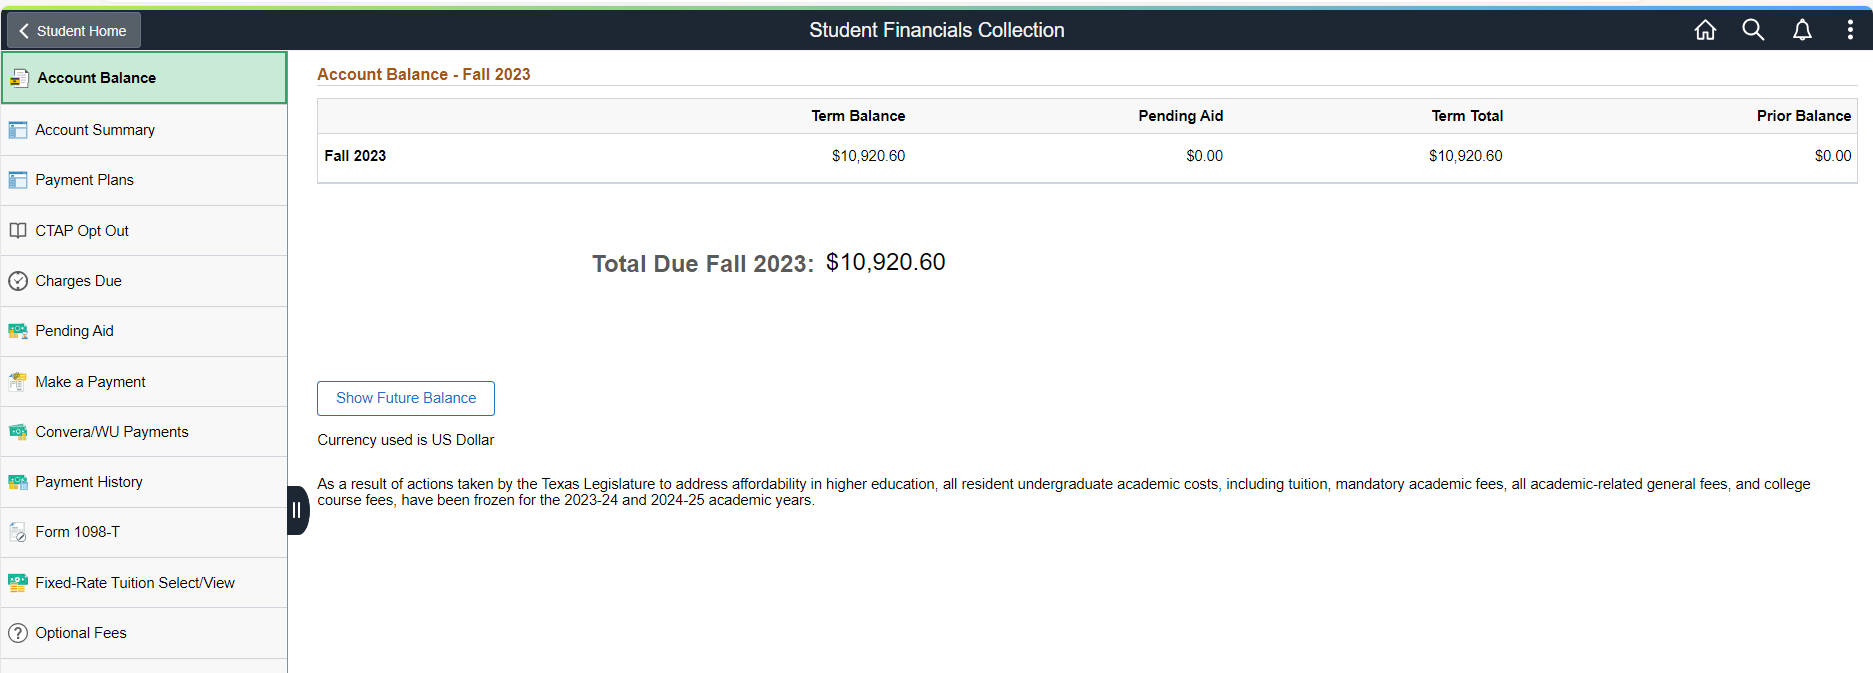 Student Home
Student Financials Collection
Account Balance
Account Summary
Payment Plans
CTAP Opt Out
Charges Due
Pending Aid
Make a Payment
Convera/WU Payments
Payment History
Form 1098-T
Fixed-Rate Tuition Select/View
Optional Fees
Account Balance - Fall 2023
Term Balance Pending Aid Term Total Prior Balance
Fall 2023 $10,920.60 $0.00 $10,920.60 $0.00
Total Due Fall 2023: $10,920.60
Show Future Balance
Currency used is US Dollar
As a result of actions taken by the Texas Legislature to address affordability in higher education, all resident undergraduate academic costs, including tuition, mandatory academic fees, all academic-related general fees, and college
course fees, have been frozen for the 2023-24 and 2024-25 academic years.